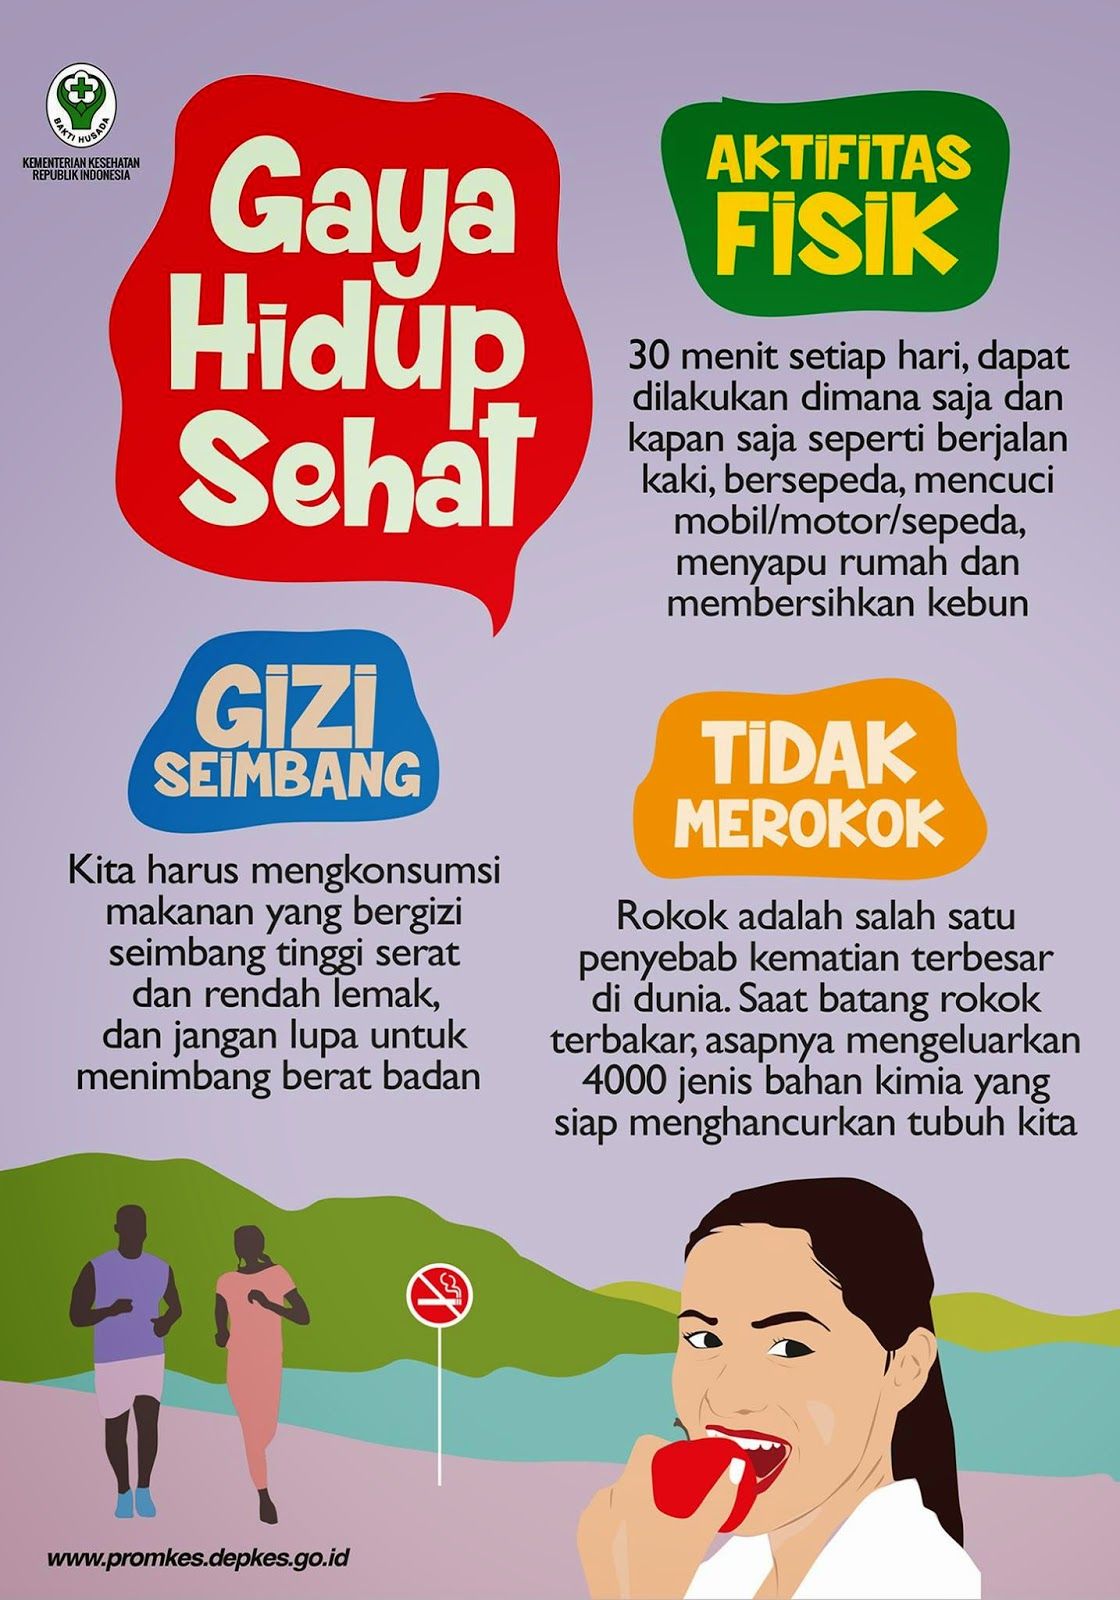 BAKTI HUSADA
KEMENTERIAN KESEHATAN
REPUBLIK INDONESIA
Gaya
Hidup
Sehat
AKTIFITAS
FISIK
30 menit setiap hari, dapat
dilakukan dimana saja dan
kapan saja seperti berjalan
kaki, bersepeda, mencuci
mobil/motor/sepeda,
menyapu rumah dan
membersihkan kebun
GIZI
SEIMBANG
Kita harus mengkonsumsi
makanan yang bergizi
seimbang tinggi serat
dan rendah lemak,
dan jangan lupa untuk
menimbang berat badan
TIDAK
MEROKOK
Rokok adalah salah satu
penyebab kematian terbesar
di dunia. Saat batang rokok
terbakar, asapnya mengeluarkan
4000 jenis bahan kimia yang
siap menghancurkan tubuh kita
www.promkes.depkes.go.id